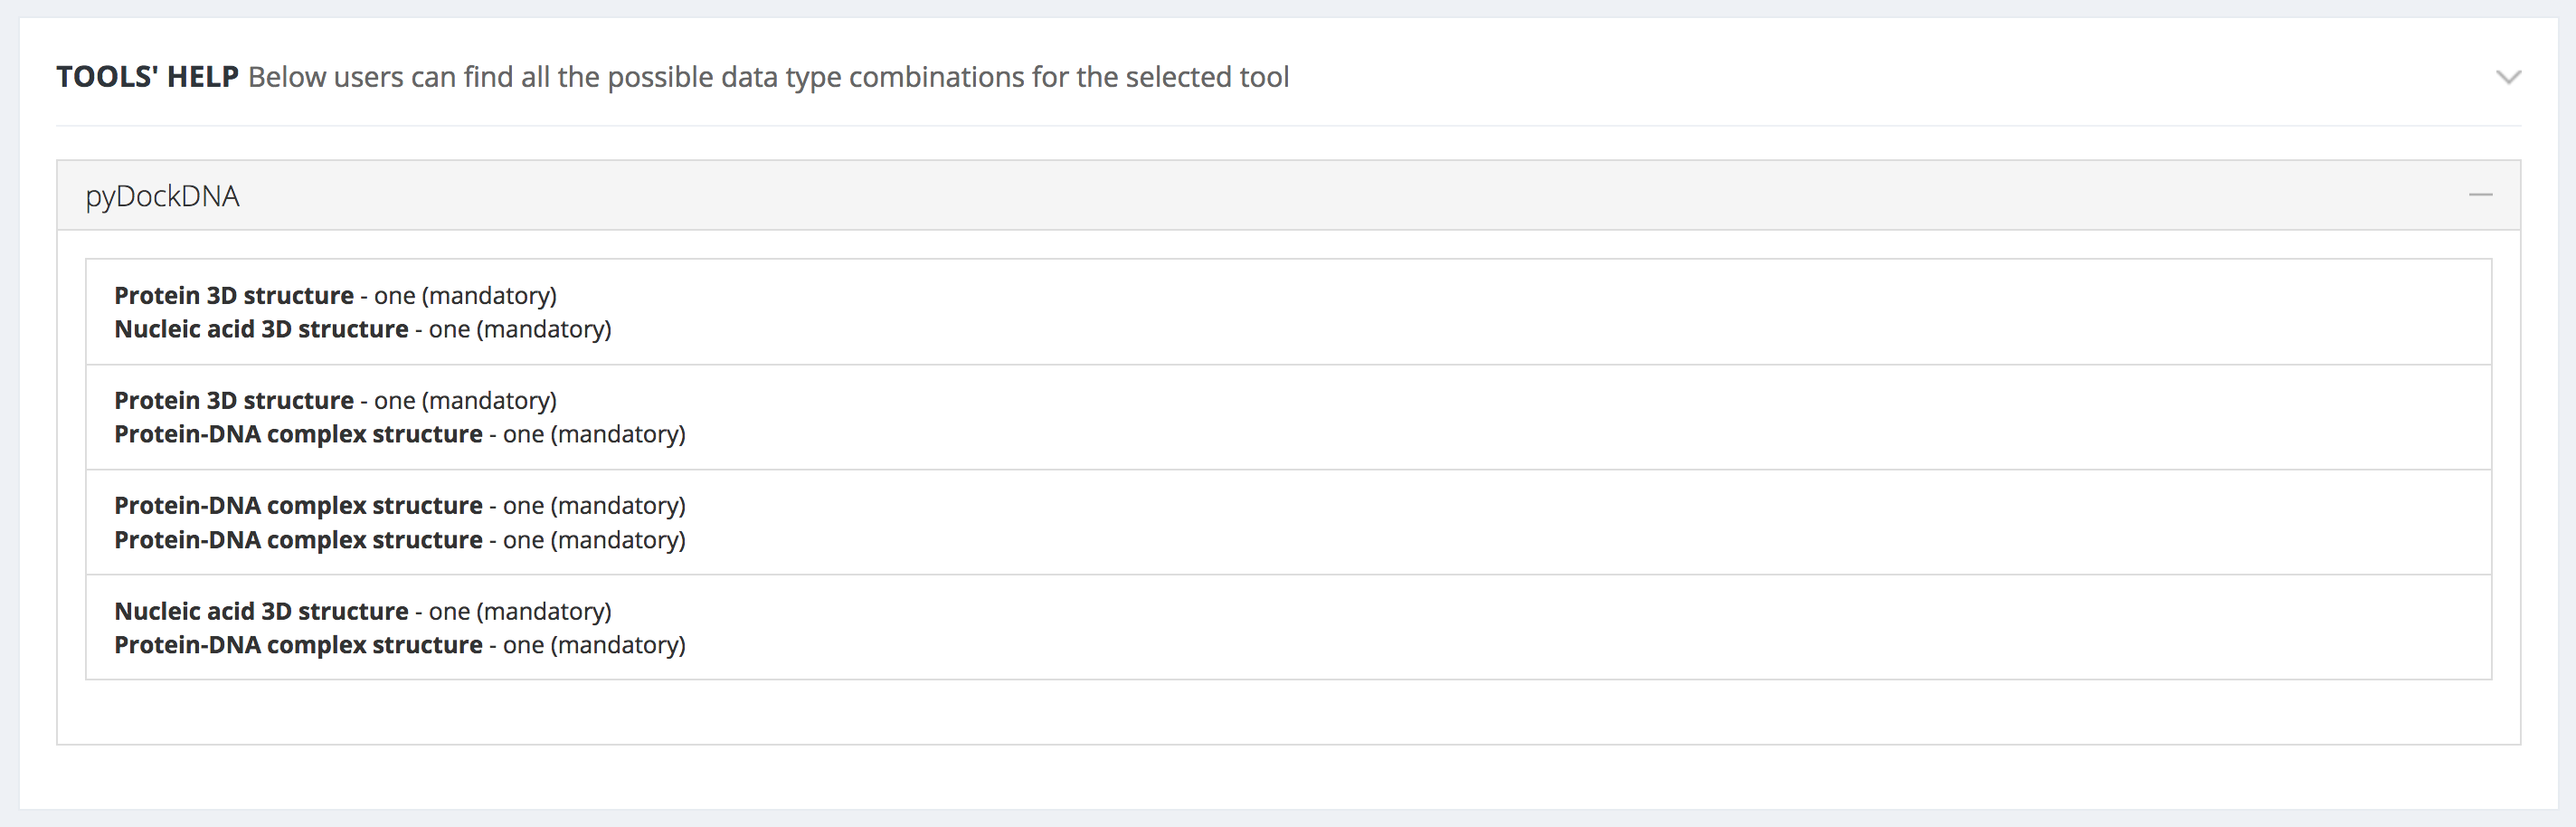 TOOLS' HELP Below users can find all the possible data type combinations for the selected tool
pyDockDNA
Protein 3D structure - one (mandatory)
Nucleic acid 3D structure - one (mandatory)
Protein 3D structure - one (mandatory)
Protein-DNA complex structure - one (mandatory)
Protein-DNA complex structure - one (mandatory)
Protein-DNA complex structure - one (mandatory)
Nucleic acid 3D structure - one (mandatory)
Protein-DNA complex structure - one (mandatory)